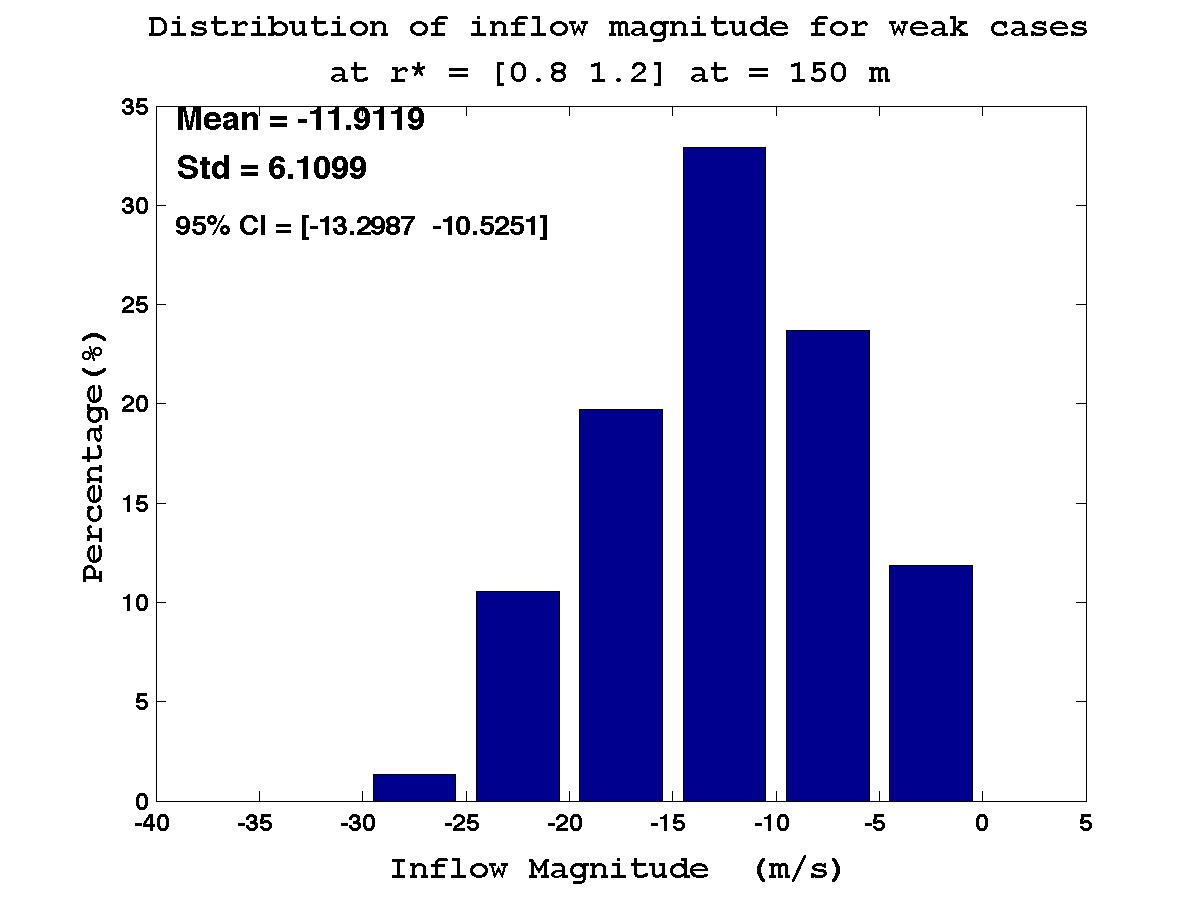 Distribution of inflow magnitude for weak cases
at r* = [0.8 1.2] at = 150 m
Mean = -11.9119
Std = 6.1099
95% CI = [-13.2987 -10.5251]
Percentage(%)
35
30
25
20
15
10
5
0
-40 -35 -30 -25 -20 -15 -10 -5 0 5
Inflow Magnitude (m/s)